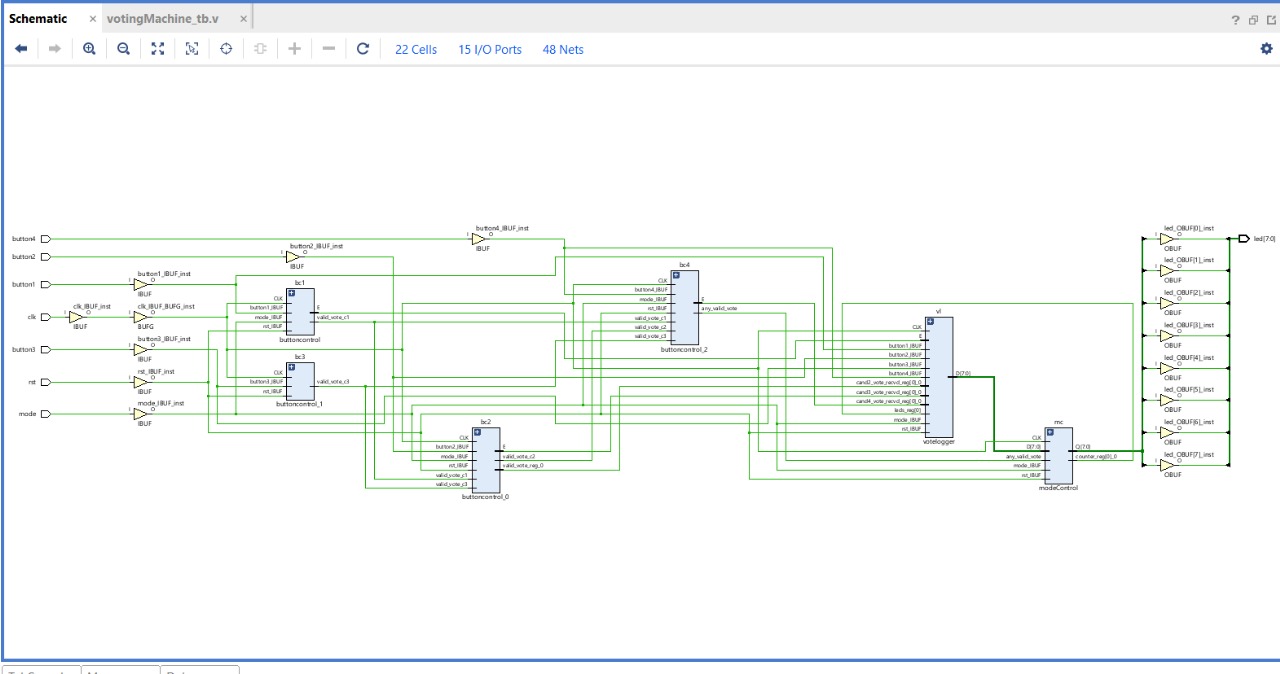 Schematic × votingMachine_tb.v ×
22 Cells 15 I/O Ports 48 Nets
button4
button2
button1
clk
button3
rst
mode
button4_IBUF_inst
I O
IBUF
button2_IBUF_inst
I O
IBUF
button1_IBUF_inst
I O
IBUF
clk_IBUF_inst
I O
IBUF
clk_IBUF_BUFG_inst
I O
BUFG
button3_IBUF_inst
I O
IBUF
rst_IBUF_inst
I O
IBUF
mode_IBUF_inst
I O
IBUF
bc1
CLK
button1_IBUF
mode_IBUF
rst_IBUF
E
valid_vote_c1
buttoncontrol
bc3
CLK
button3_IBUF
rst_IBUF
valid_vote_c3
buttoncontrol_1
bc2
CLK
button2_IBUF
mode_IBUF
rst_IBUF
valid_vote_c1
valid_vote_c3
E
valid_vote_c2
valid_vote_reg_0
buttoncontrol_0
bc4
CLK
button4_IBUF
mode_IBUF
rst_IBUF
valid_vote_c1
valid_vote_c2
valid_vote_c3
E
any_valid_vote
buttoncontrol_2
vl
CLK
E
button1_IBUF
button2_IBUF
button3_IBUF
button4_IBUF
cand2_vote_recvd_reg[0]_0
cand3_vote_recvd_reg[0]_0
cand4_vote_recvd_reg[0]_0
leds_reg[0]
mode_IBUF
rst_IBUF
D[7:0]
votelogger
mc
CLK
D[7:0]
any_valid_vote
mode_IBUF
rst_IBUF
Q[7:0]
counter_reg[0]_0
modeControl
led_OBUF[0]_inst
I O
OBUF
led_OBUF[1]_inst
I O
OBUF
led_OBUF[2]_inst
I O
OBUF
led_OBUF[3]_inst
I O
OBUF
led_OBUF[4]_inst
I O
OBUF
led_OBUF[5]_inst
I O
OBUF
led_OBUF[6]_inst
I O
OBUF
led_OBUF[7]_inst
I O
OBUF
led[7:0]